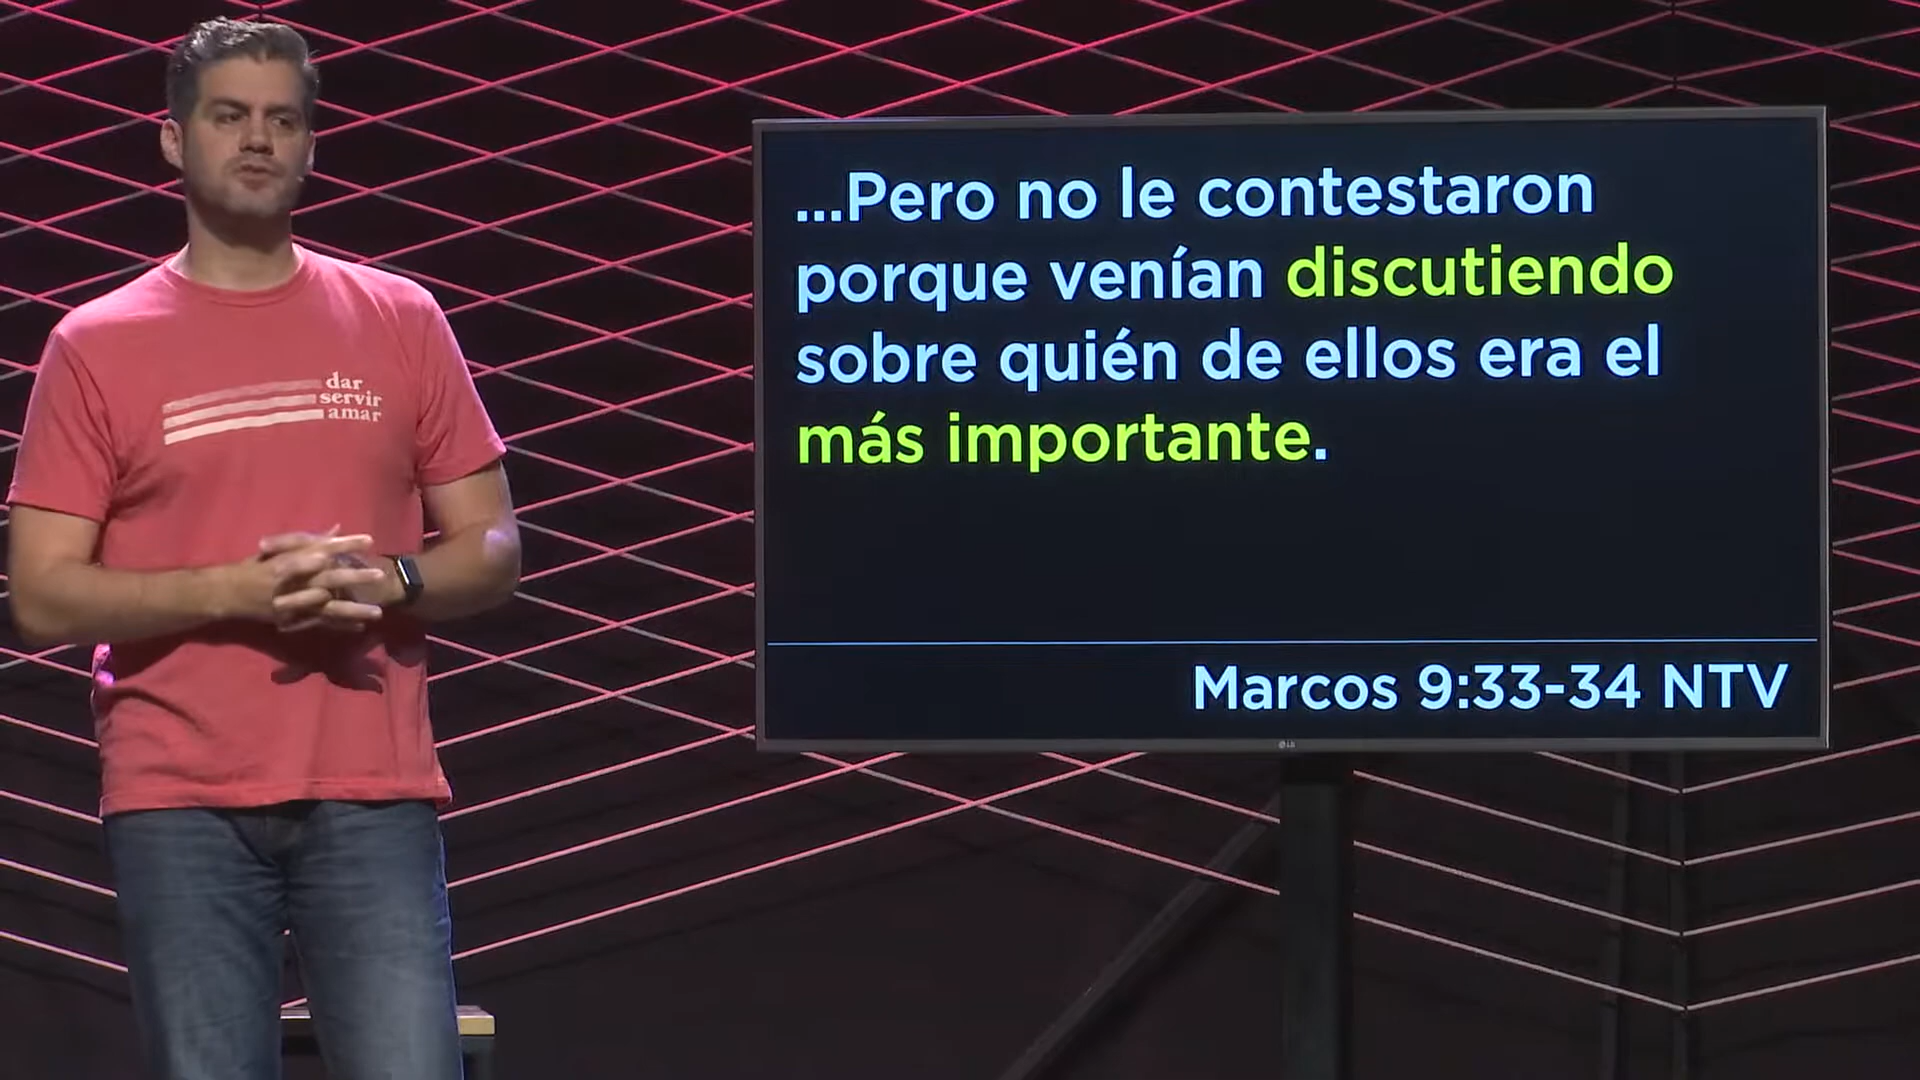 dar
servir
amar
...Pero no le contestaron
porque venían discutiendo
sobre quién de ellos era el
más importante.
Marcos 9:33-34 NTV
LG